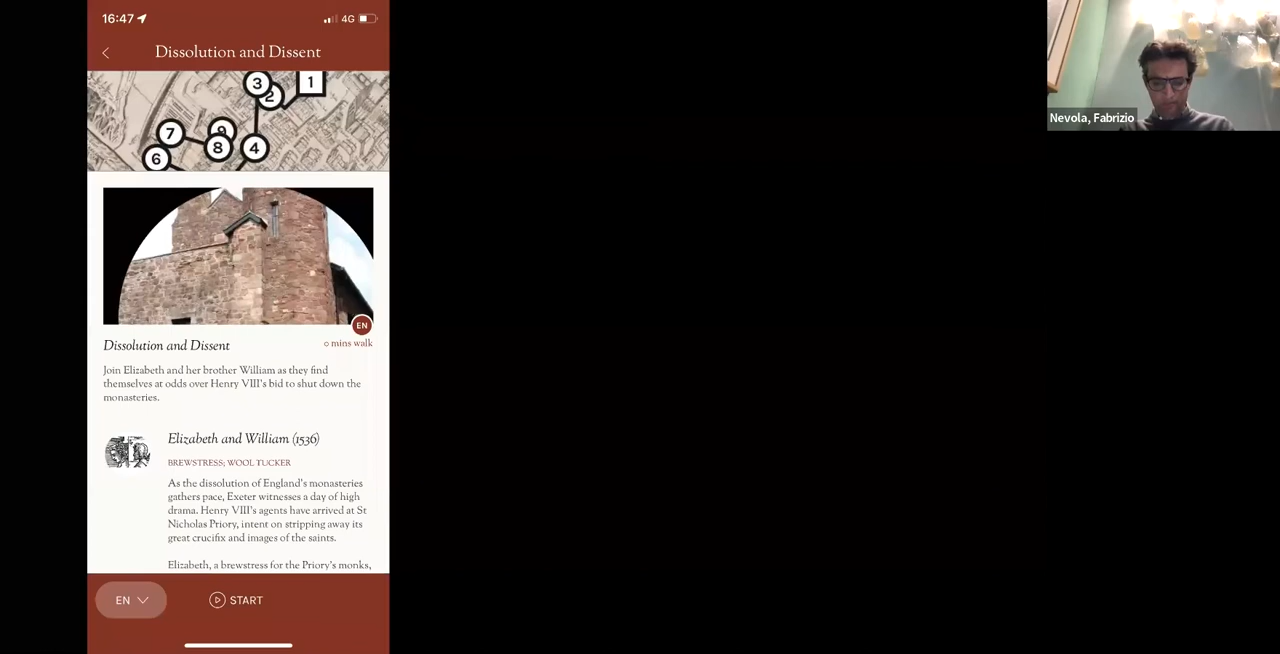 16:47
4G
Dissolution and Dissent
1
3
2
7
9
8
4
6
EN
Dissolution and Dissent
0 mins walk
Join Elizabeth and her brother William as they find
themselves at odds over Henry VIII's bid to shut down the
monasteries.
Elizabeth and William (1536)
BREWSTRESS; WOOL TUCKER
As the dissolution of England's monasteries
gathers pace, Exeter witnesses a day of high
drama. Henry VIII's agents have arrived at St
Nicholas Priory, intent on stripping away its
great crucifix and images of the saints.
Elizabeth, a brewstress for the Priory's monks,
EN
START
Nevola, Fabrizio